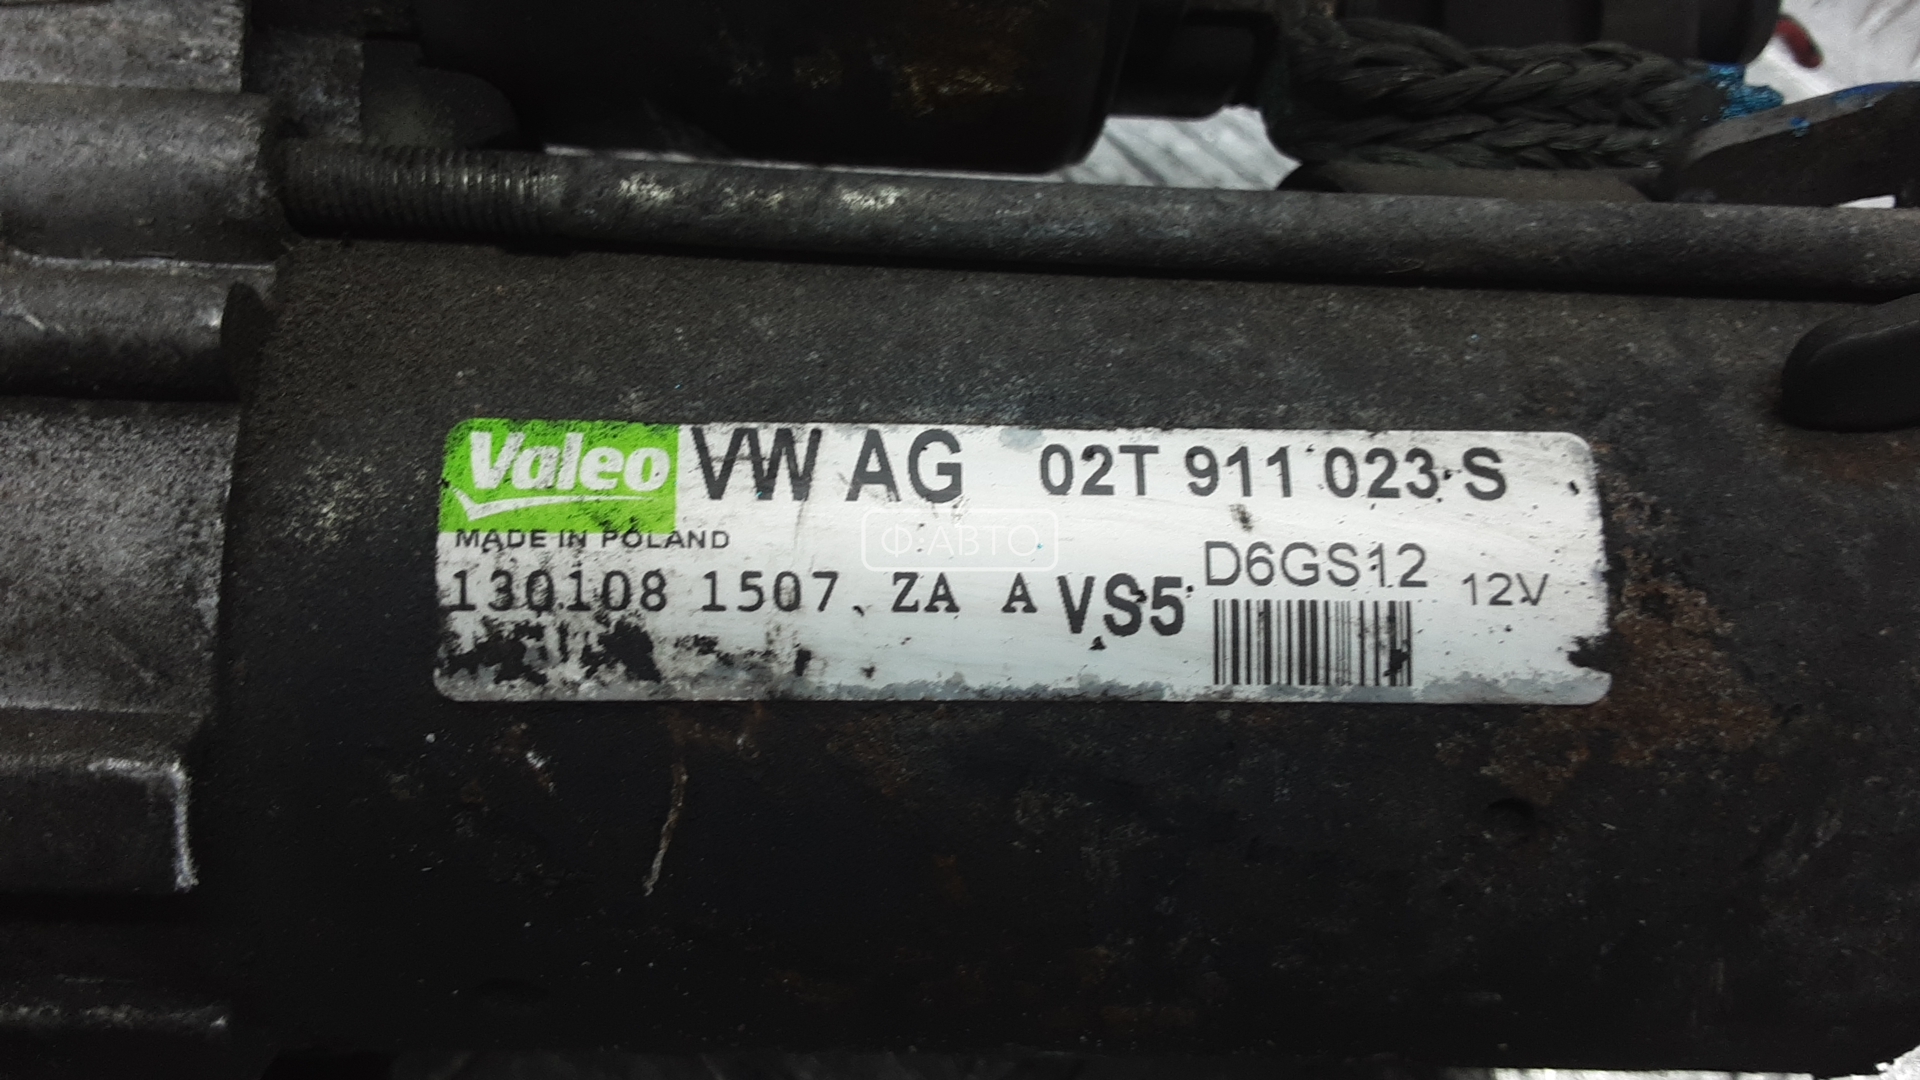 Valeo VW AG 02T 911 023 S
MADE IN POLAND
Ф-АВТО
D6GS12 12V
130108 1507 ZA A VS5